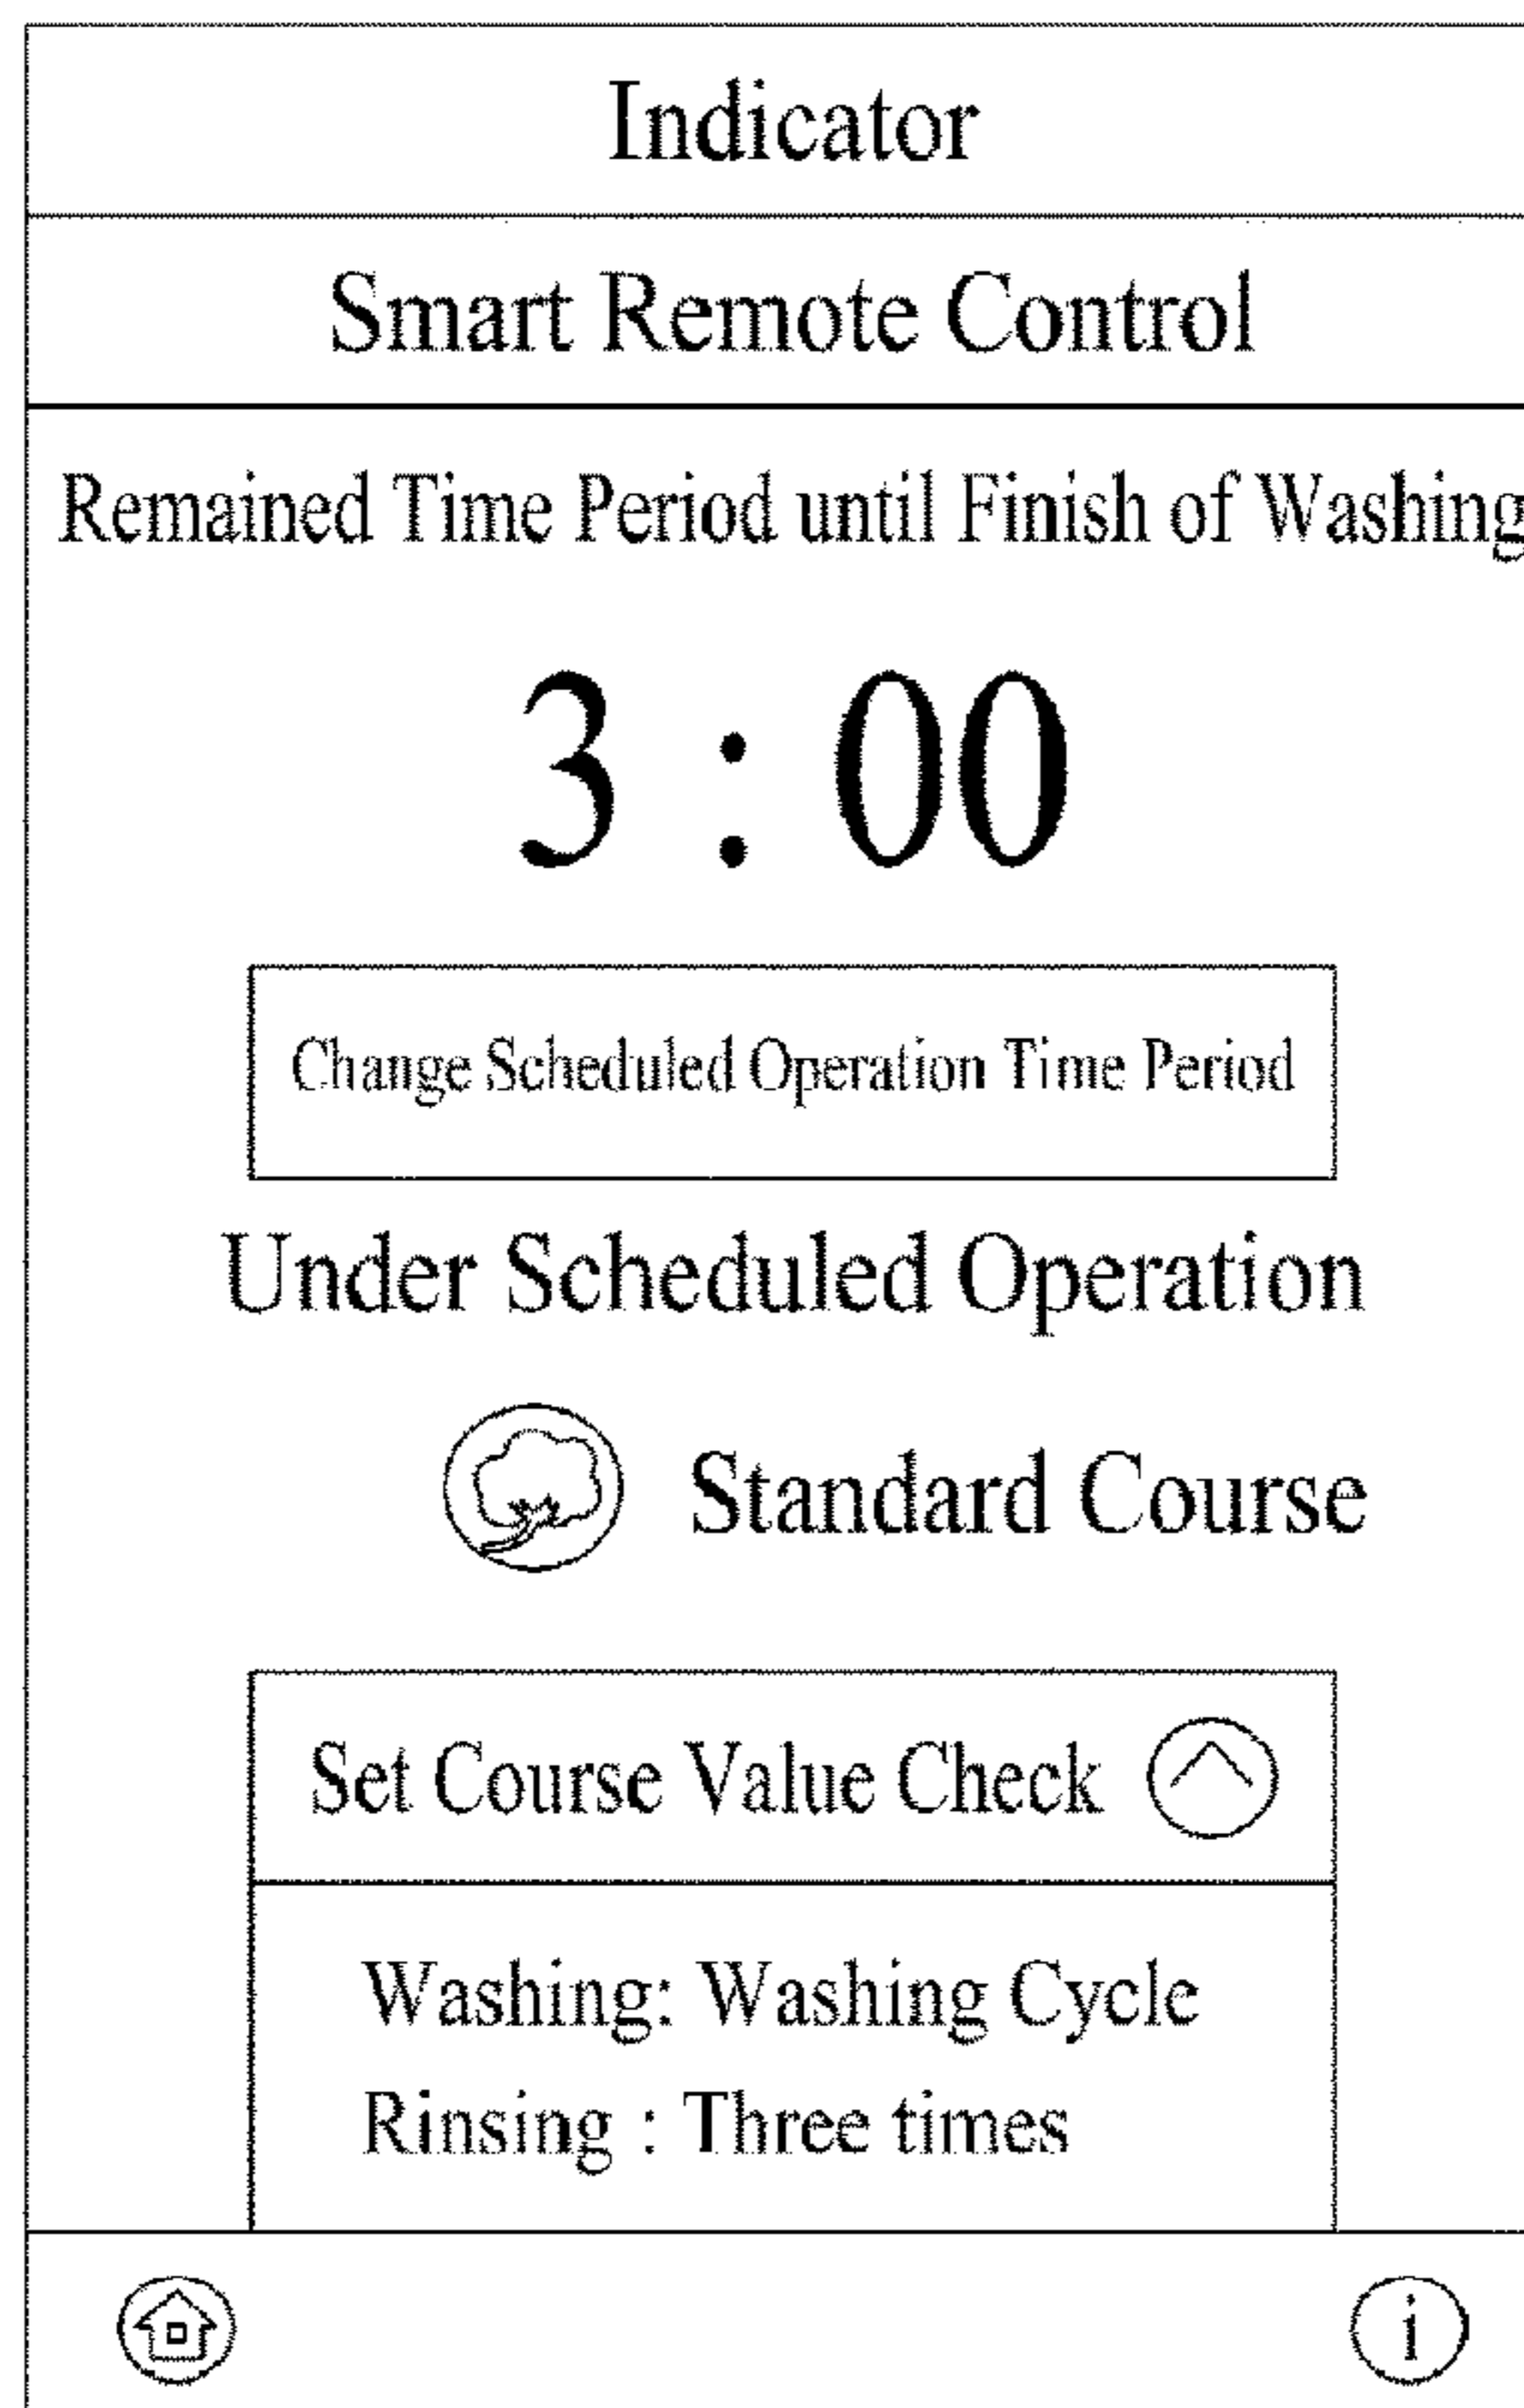 Indicator
Smart Remote Control
Remained Time Period until Finish of Washing
3 : 00
Change Scheduled Operation Time Period
Under Scheduled Operation
Standard Course
Set Course Value Check
Washing: Washing Cycle
Rinsing : Three times
i